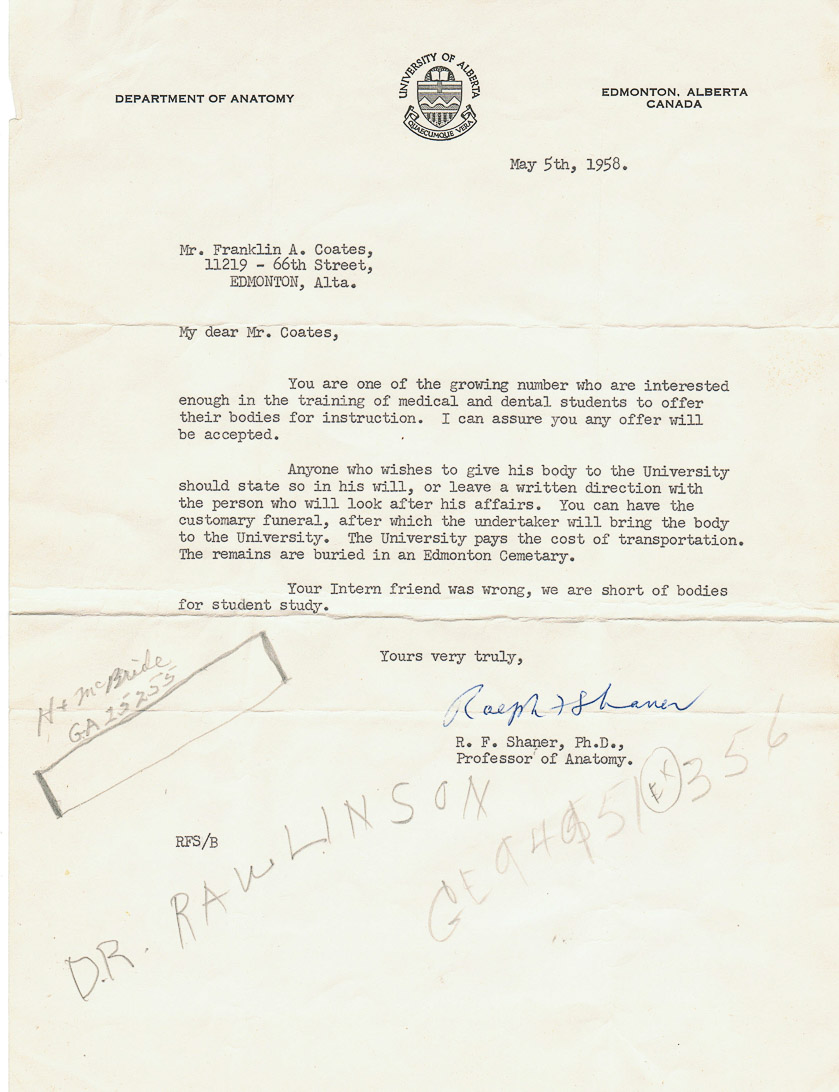 DEPARTMENT OF ANATOMY
UNIVERSITY OF ALBERTA
QUAECUMQUE VERA
EDMONTON, ALBERTA
CANADA
May 5th, 1958.
Mr. Franklin A. Coates,
11219 - 66th Street,
EDMONTON, Alta.
My dear Mr. Coates,
You are one of the growing number who are interested
enough in the training of medical and dental students to offer
their bodies for instruction. I can assure you any offer will
be accepted.
Anyone who wishes to give his body to the University
should state so in his will, or leave a written direction with
the person who will look after his affairs. You can have the
customary funeral, after which the undertaker will bring the body
to the University. The University pays the cost of transportation.
The remains are buried in an Edmonton Cemetary.
Your Intern friend was wrong, we are short of bodies
for student study.
Yours very truly,
Ralph F Shaner
R. F. Shaner, Ph.D.,
Professor of Anatomy.
H+ McBride
GA 25255
RFS/B
DR. RAWLINSON
GE 9 4951 EX 356